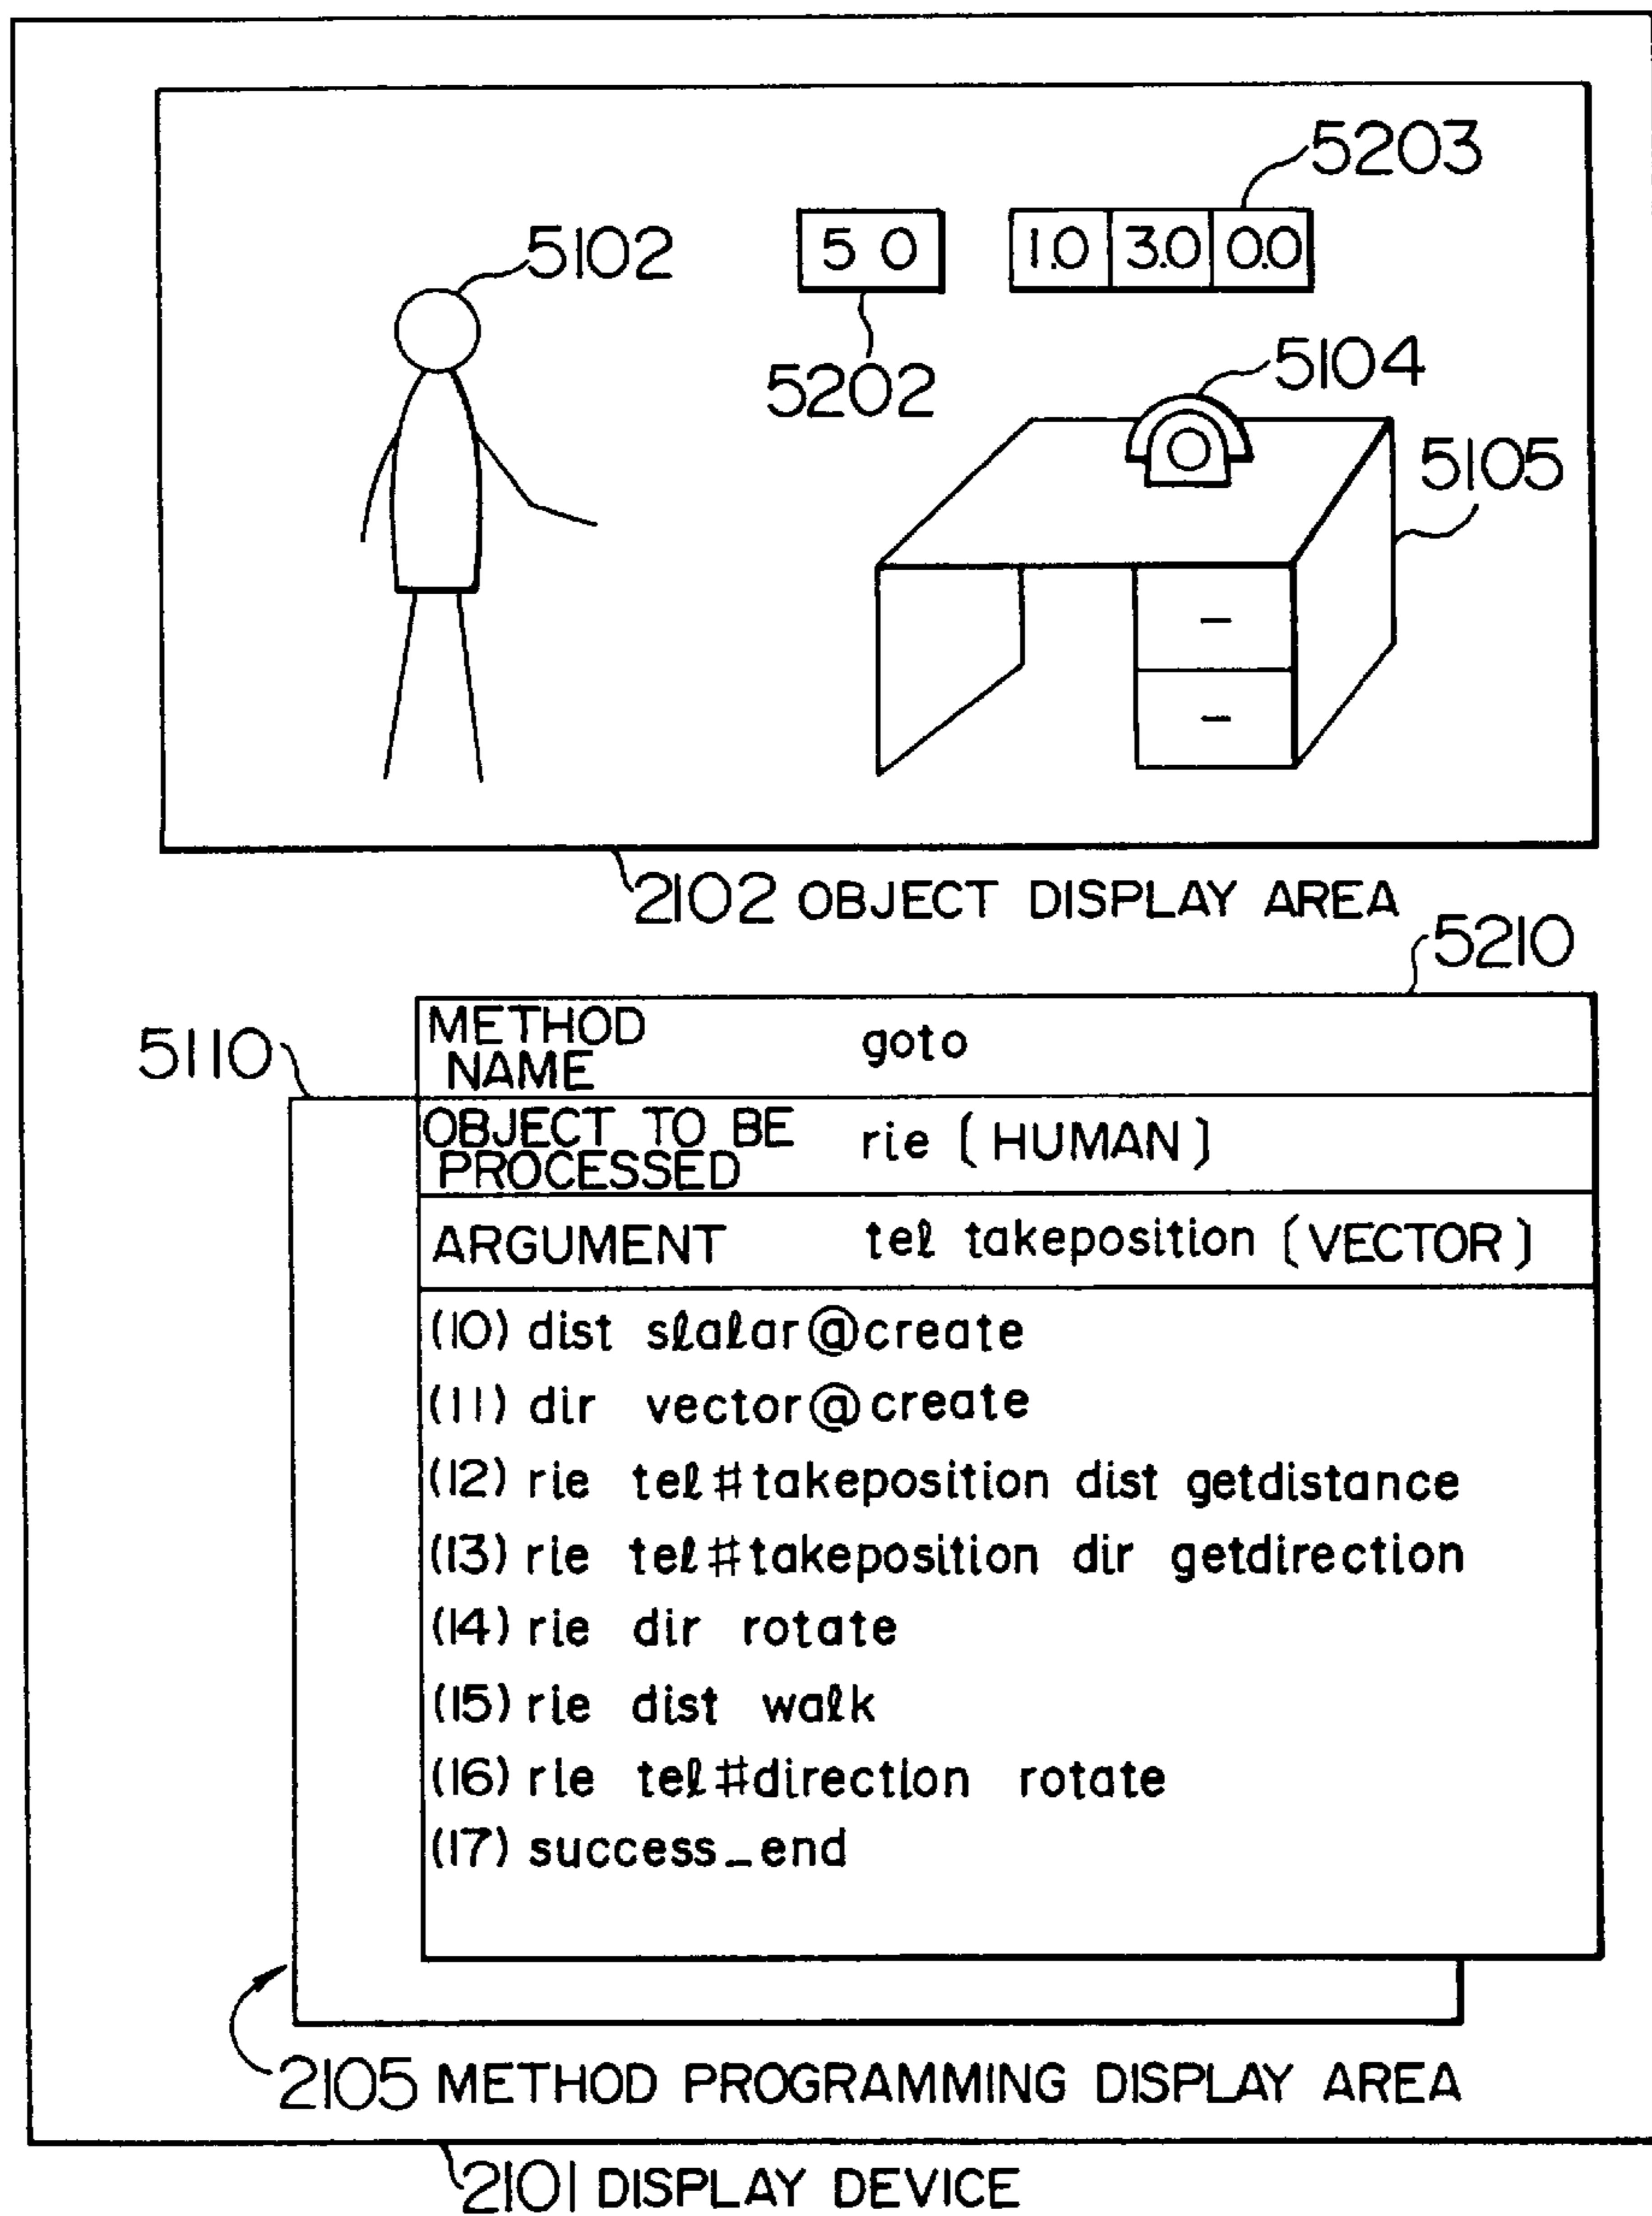 5203
5102
5 0
1.0 3.0 0.0
5104
5202
5105
2102 OBJECT DISPLAY AREA
5210
5110
METHOD NAME goto
OBJECT TO BE PROCESSED rie [HUMAN]
ARGUMENT tel takeposition [VECTOR]
(10) dist slalar@create
(11) dir vector@create
(12) rie tel#takeposition dist getdistance
(13) rie tel#takeposition dir getdirection
(14) rie dir rotate
(15) rie dist walk
(16) rie tel#direction rotate
(17) success_end
2105 METHOD PROGRAMMING DISPLAY AREA
2101 DISPLAY DEVICE